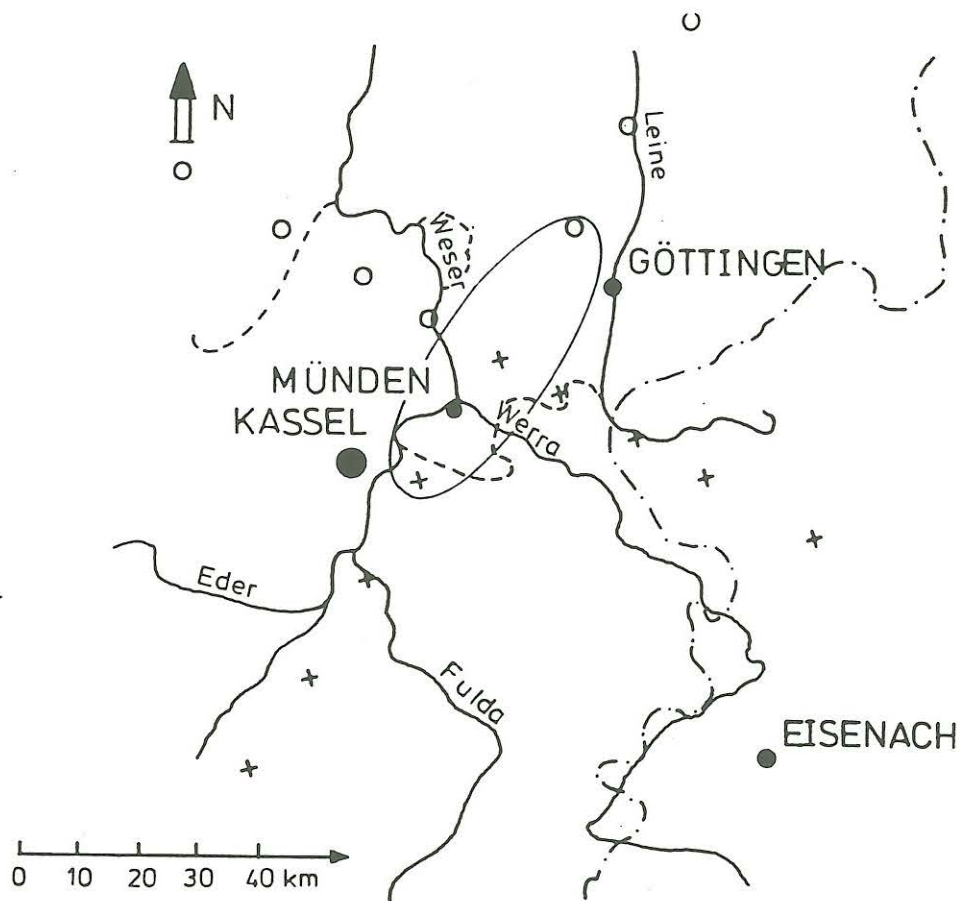 N
Leine
Weser
GÖTTINGEN
MÜNDEN
KASSEL
Werra
Eder
Fulda
EISENACH
0 10 20 30 40 km